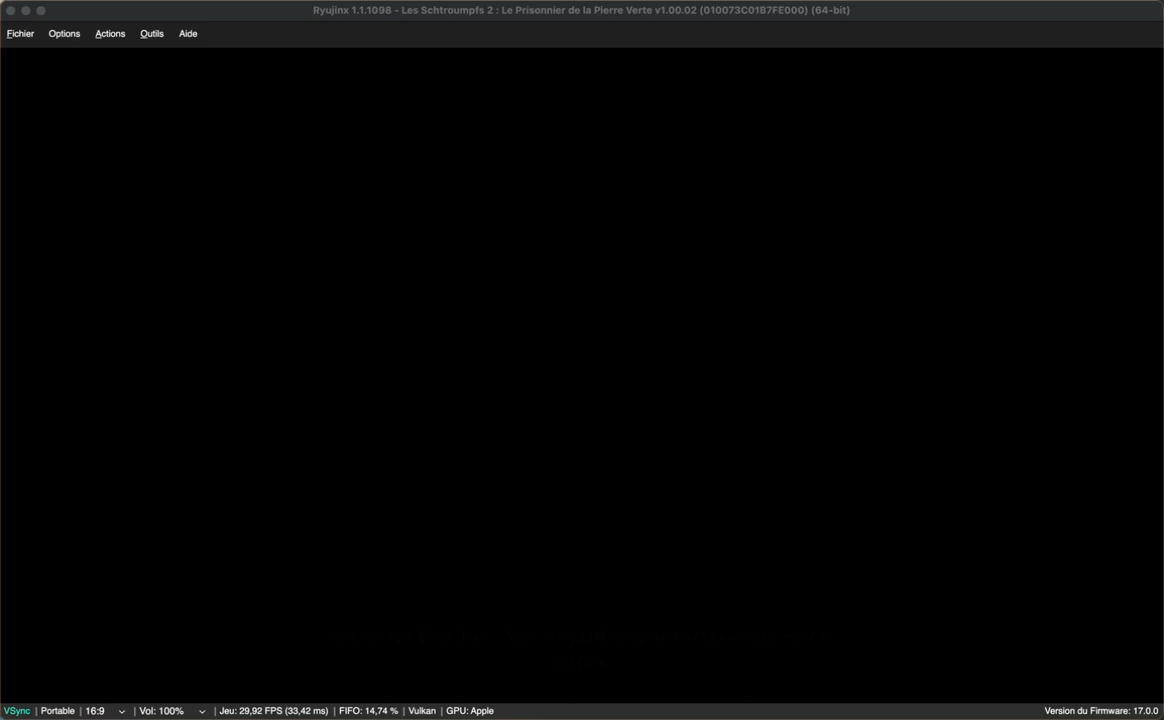 Ryujinx 1.1.1098 - Les Schtroumpfs 2 : Le Prisonnier de la Pierre Verte v1.00.02 (010073C01B7FE000) (64-bit)
Fichier Options Actions Outils Aide
VSync | Portable | 16:9 | Vol: 100% | Jeu: 29,92 FPS (33,42 ms) | FIFO: 14,74 % | Vulkan | GPU: Apple Version du Firmware: 17.0.0